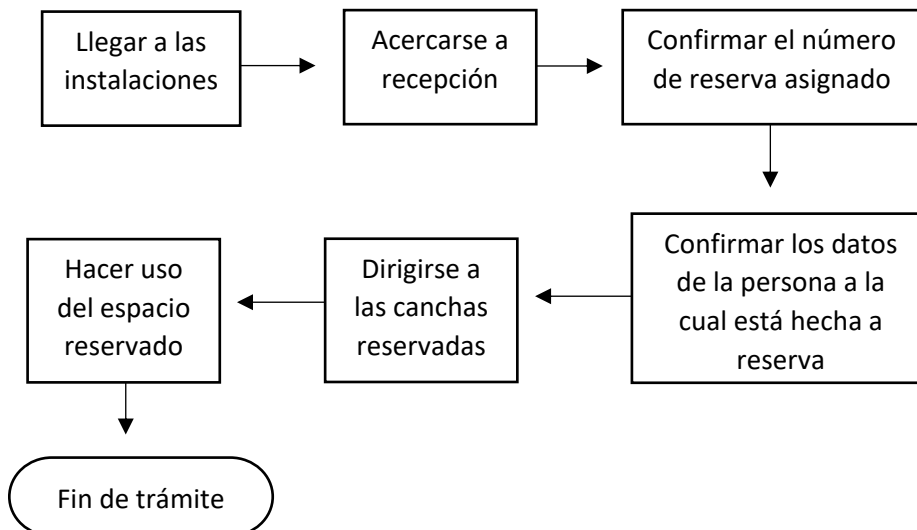 Llegar a las
instalaciones
Acercarse a
recepción
Confirmar el número
de reserva asignado
Confirmar los datos
de la persona a la
cual está hecha a
reserva
Dirigirse a
las canchas
reservadas
Hacer uso
del espacio
reservado
Fin de trámite